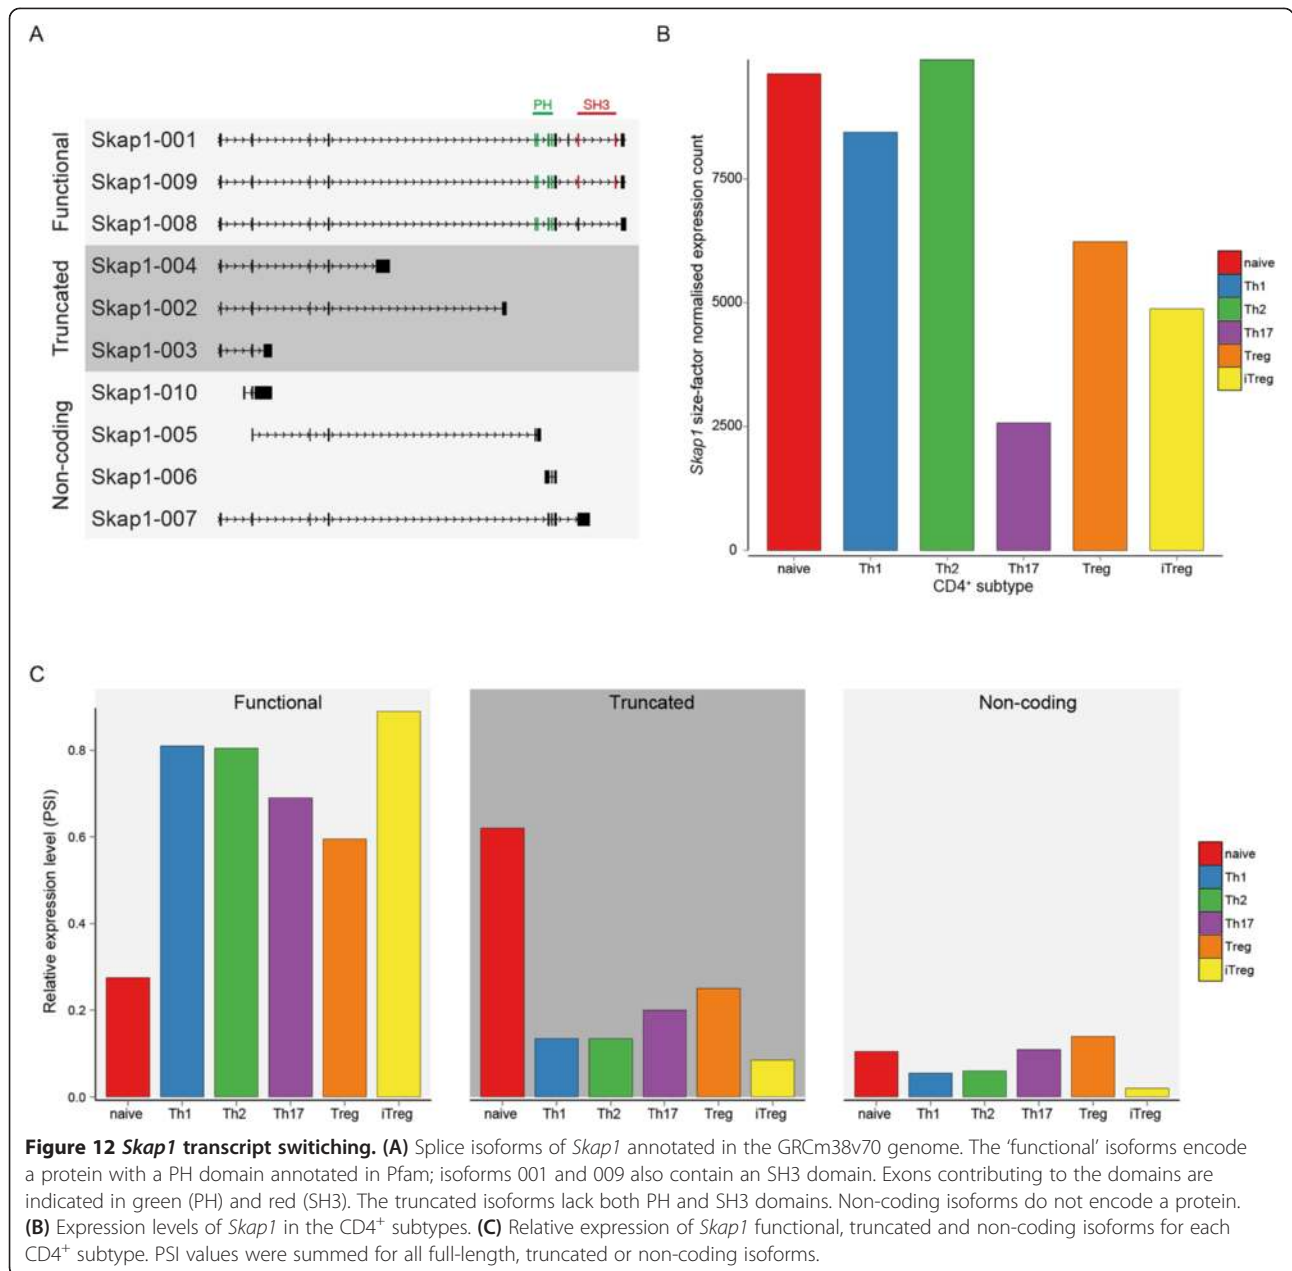 A
PH SH3
Functional
Skap1-001
Skap1-009
Skap1-008
Truncated
Skap1-004
Skap1-002
Skap1-003
Non-coding
Skap1-010
Skap1-005
Skap1-006
Skap1-007
B
Skap1 size-factor normalised expression count
7500
5000
2500
0
naive Th1 Th2 Th17 Treg iTreg
CD4+ subtype
naive
Th1
Th2
Th17
Treg
iTreg
C
Functional Truncated Non-coding
Relative expression level (PSI)
0.8
0.6
0.4
0.2
0.0
naive Th1 Th2 Th17 Treg iTreg naive Th1 Th2 Th17 Treg iTreg naive Th1 Th2 Th17 Treg iTreg
naive
Th1
Th2
Th17
Treg
iTreg
Figure 12 Skap1 transcript switiching. (A) Splice isoforms of Skap1 annotated in the GRCm38v70 genome. The ‘functional’ isoforms encode
a protein with a PH domain annotated in Pfam; isoforms 001 and 009 also contain an SH3 domain. Exons contributing to the domains are
indicated in green (PH) and red (SH3). The truncated isoforms lack both PH and SH3 domains. Non-coding isoforms do not encode a protein.
(B) Expression levels of Skap1 in the CD4+ subtypes. (C) Relative expression of Skap1 functional, truncated and non-coding isoforms for each
CD4+ subtype. PSI values were summed for all full-length, truncated or non-coding isoforms.